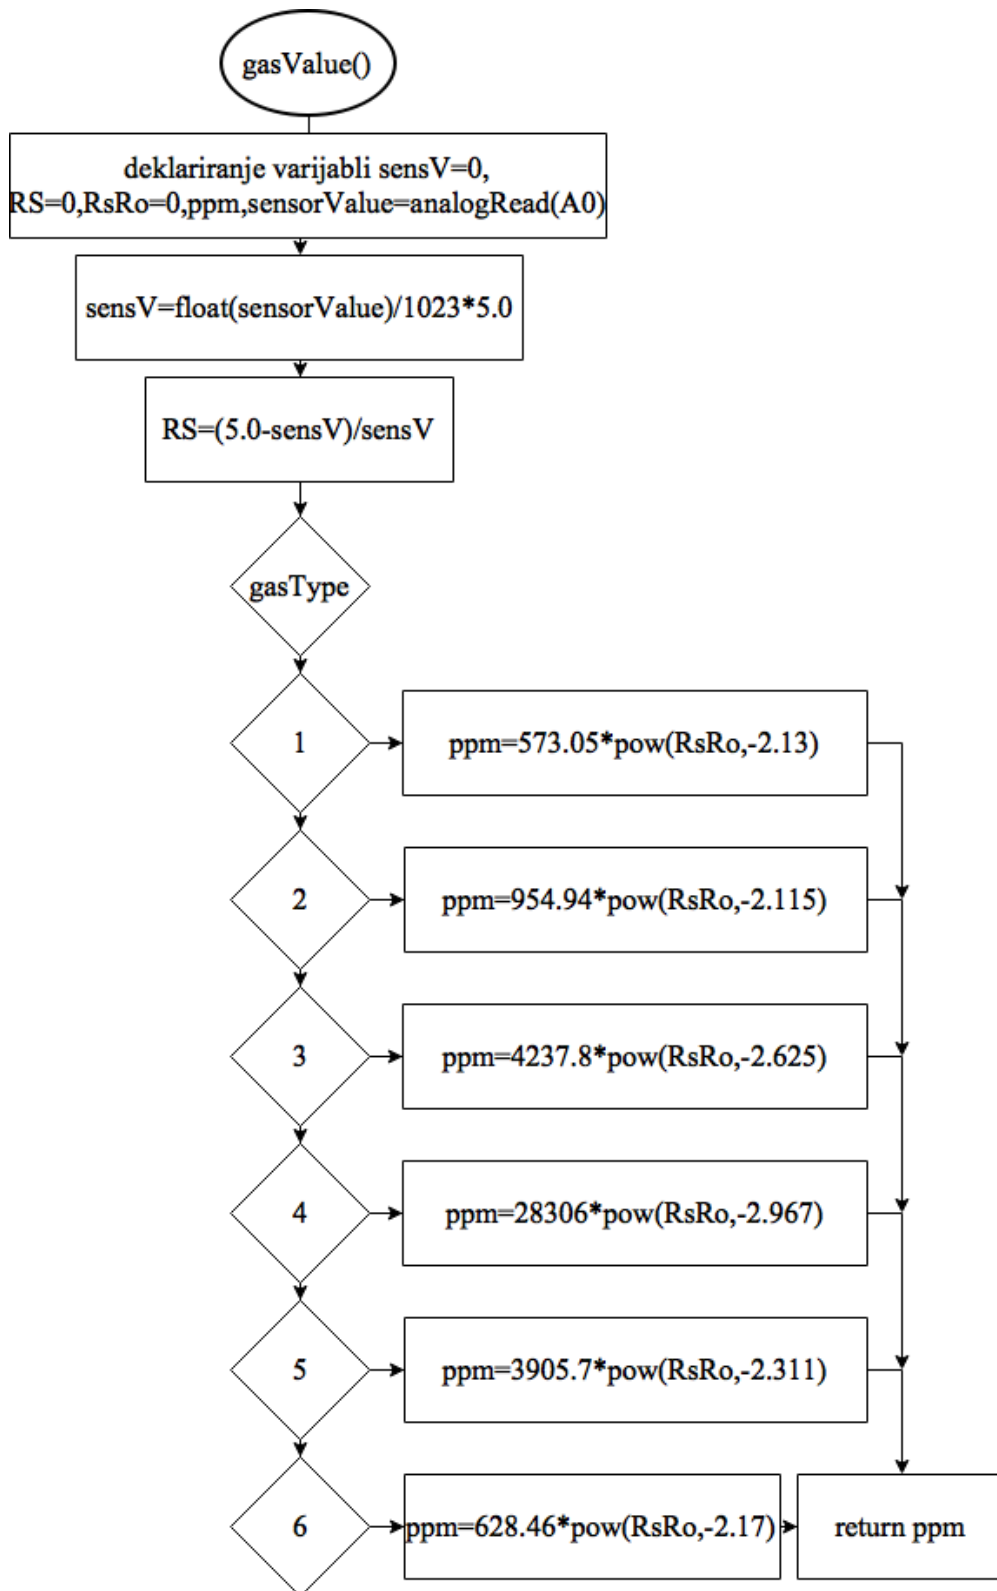 gasValue()
deklariranje varijabli sensV=0,
RS=0,RsRo=0,ppm,sensorValue=analogRead(A0)
sensV=float(sensorValue)/1023*5.0
RS=(5.0-sensV)/sensV
gasType
1
ppm=573.05*pow(RsRo,-2.13)
2
ppm=954.94*pow(RsRo,-2.115)
3
ppm=4237.8*pow(RsRo,-2.625)
4
ppm=28306*pow(RsRo,-2.967)
5
ppm=3905.7*pow(RsRo,-2.311)
6
ppm=628.46*pow(RsRo,-2.17)
return ppm